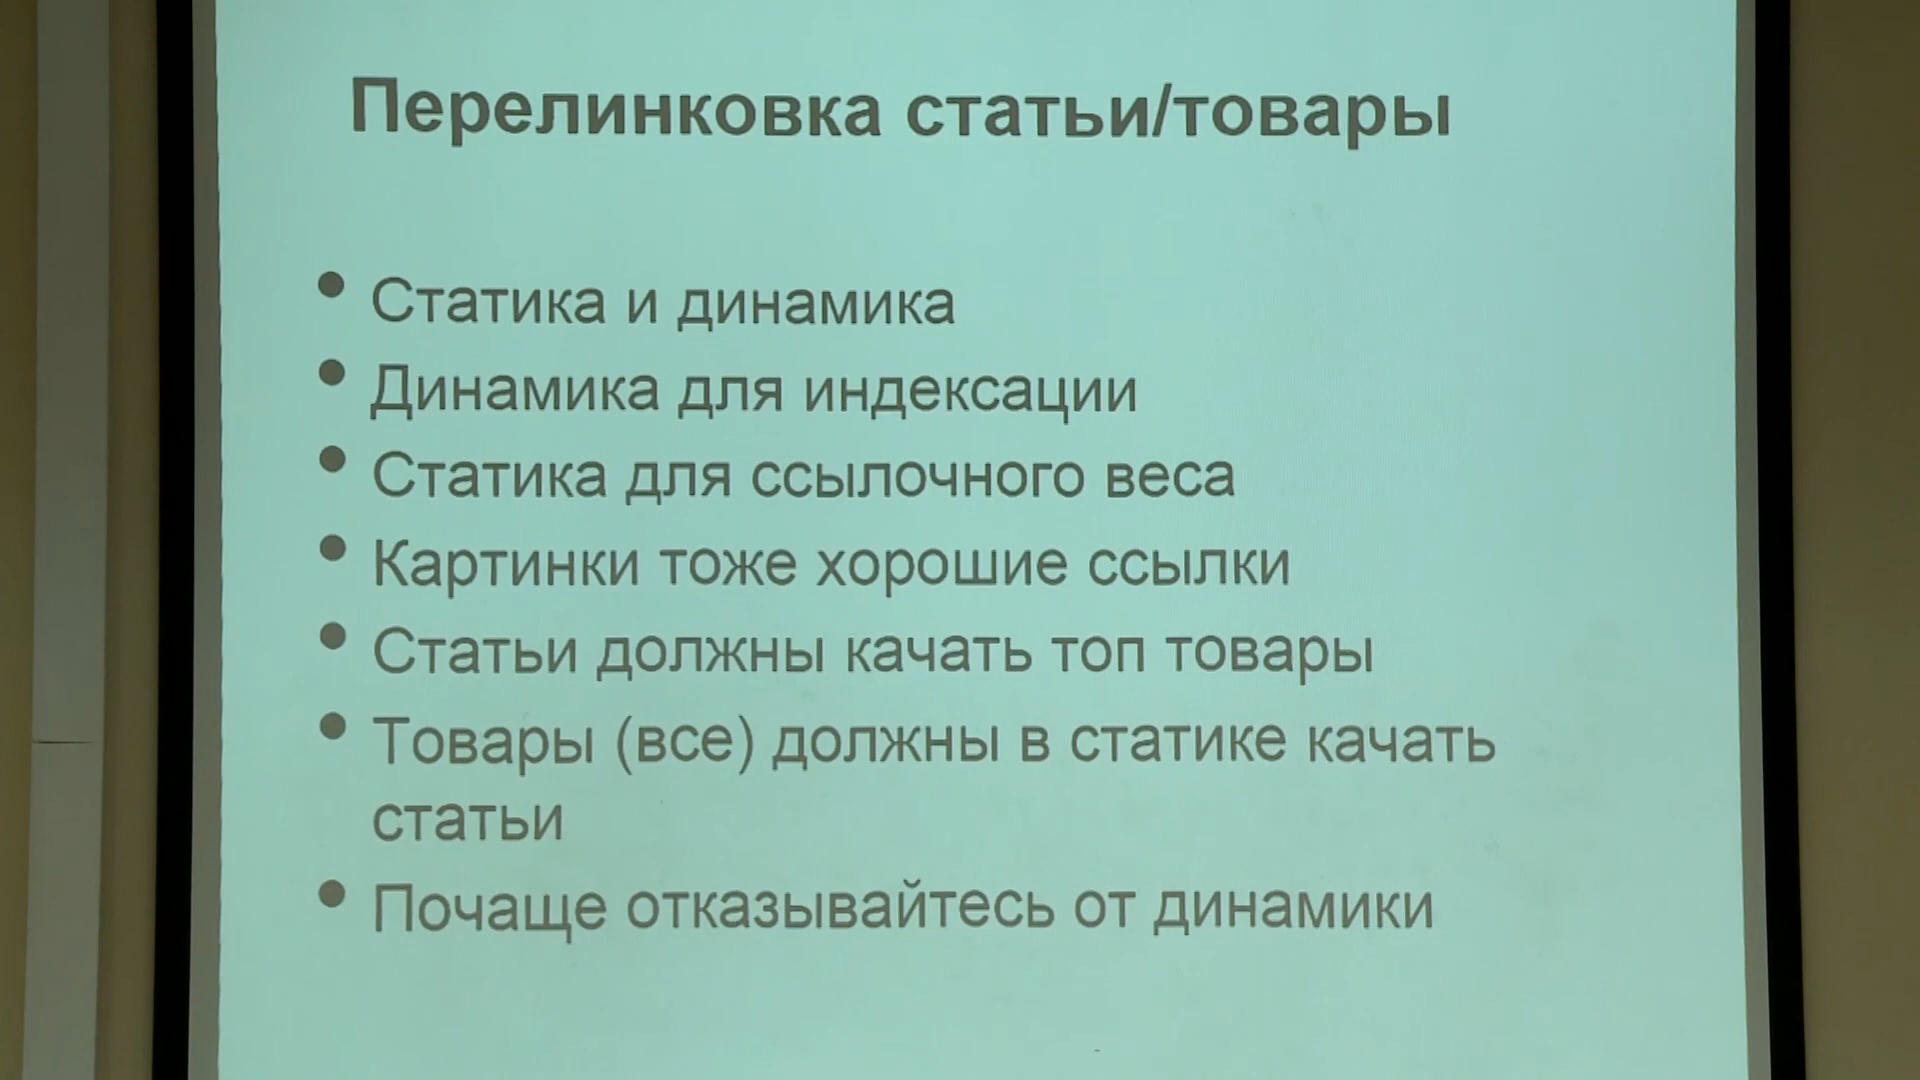 Перелинковка статьи/товары
• Статика и динамика
• Динамика для индексации
• Статика для ссылочного веса
• Картинки тоже хорошие ссылки
• Статьи должны качать топ товары
• Товары (все) должны в статике качать
статьи
• Почаще отказывайтесь от динамики